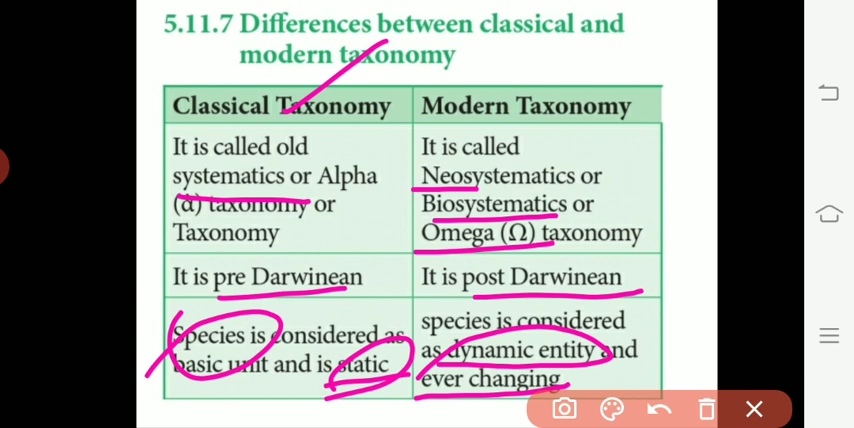 5.11.7 Differences between classical and
modern taxonomy
Classical Taxonomy
Modern Taxonomy
It is called old
systematics or Alpha
(α) taxonomy or
Taxonomy
It is called
Neosystematics or
Biosystematics or
Omega (Ω) taxonomy
It is pre Darwinean
It is post Darwinean
Species is considered as
basic unit and is static
species is considered
as dynamic entity and
ever changing